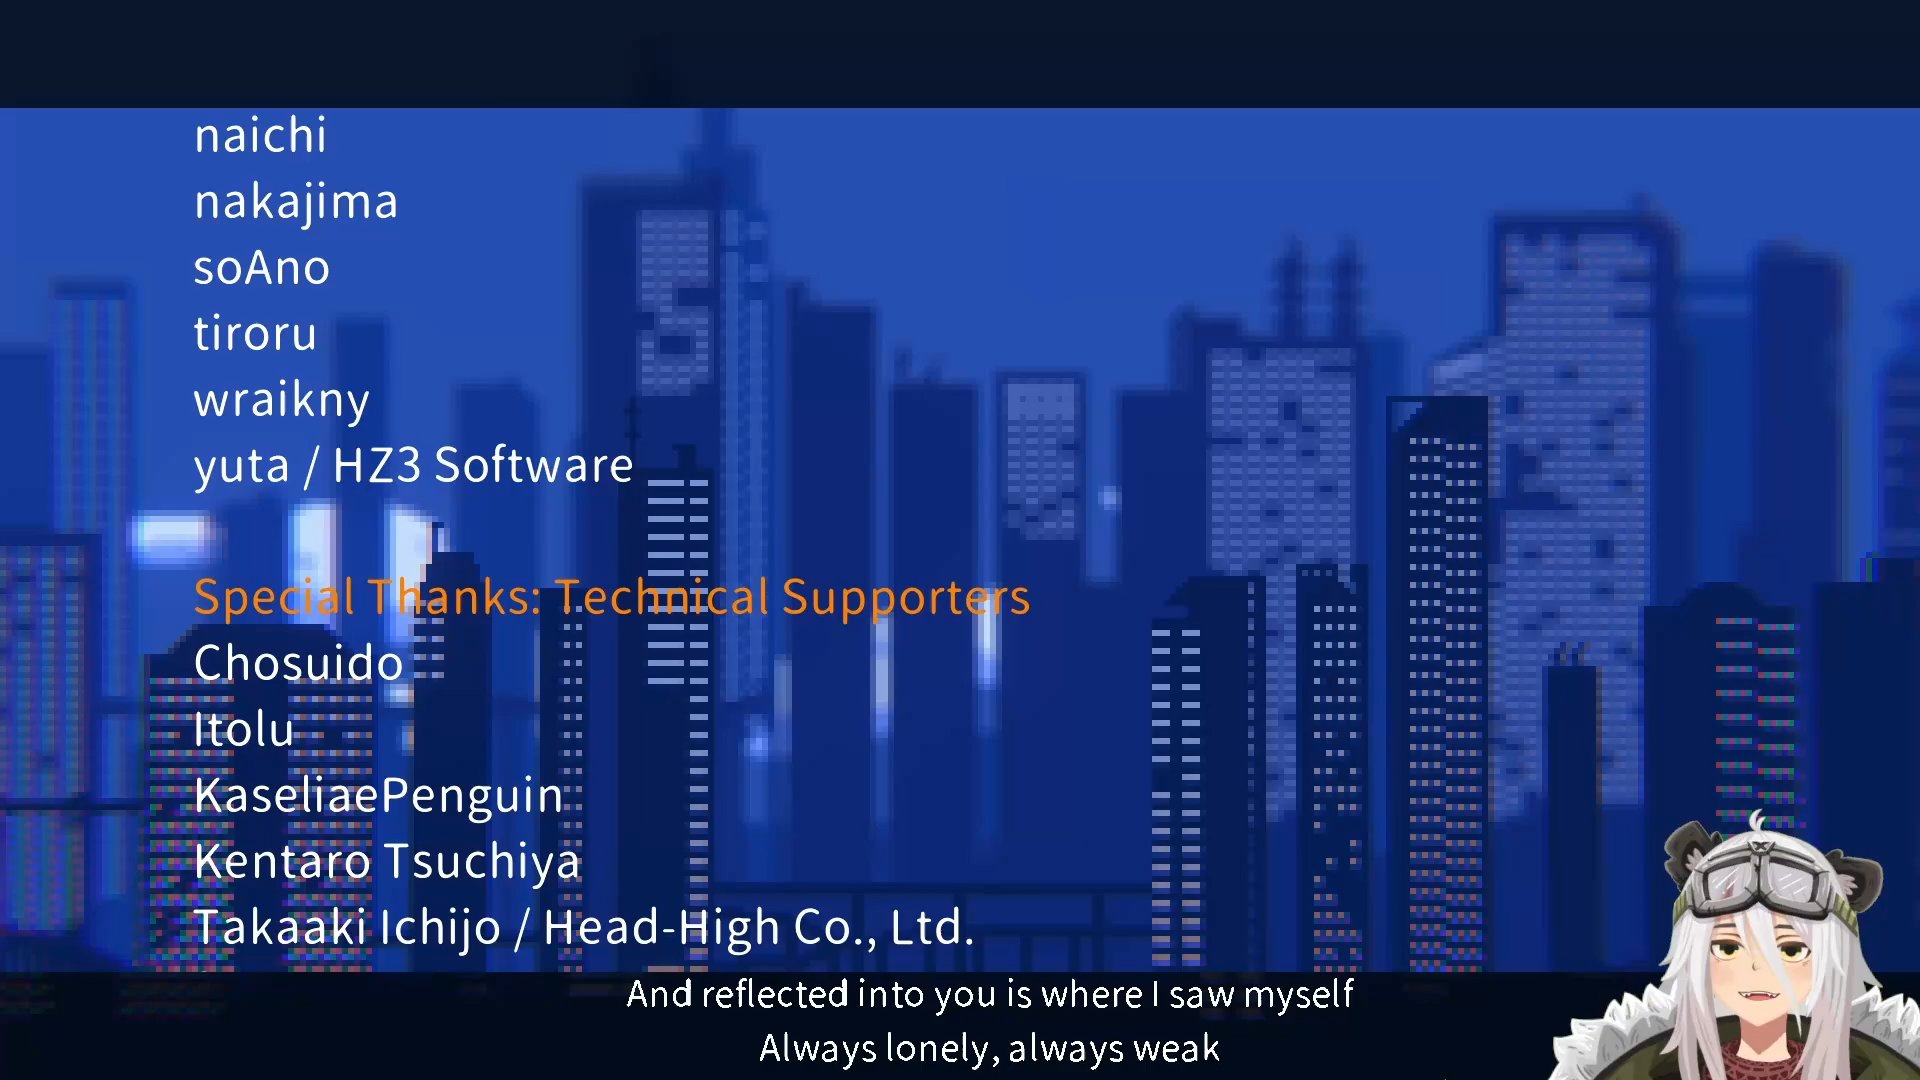 naichi
nakajima
soAno
tiroru
wraikny
yuta / HZ3 Software
Special Thanks: Technical Supporters
Chosuido
Itolu
KaseliaePenguin
Kentaro Tsuchiya
Takaaki Ichijo / Head-High Co., Ltd.
And reflected into you is where I saw myself
Always lonely, always weak